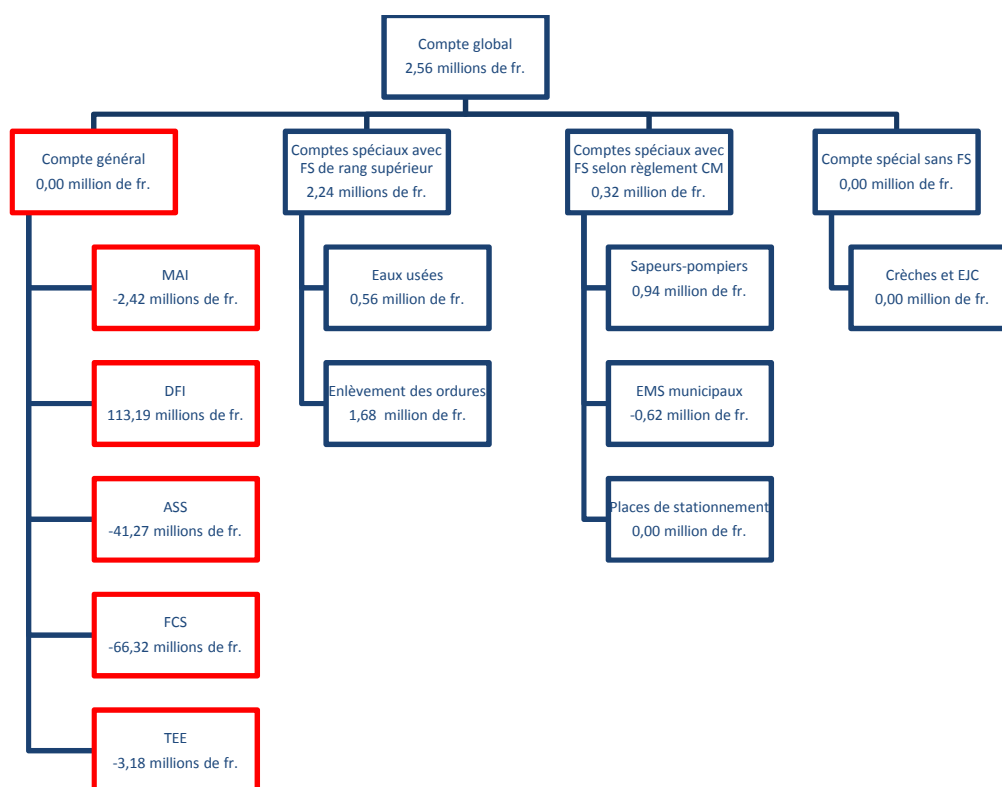 Compte global
2,56 millions de fr.
Compte général
0,00 million de fr.
Comptes spéciaux avec
FS de rang supérieur
2,24 millions de fr.
Comptes spéciaux avec
FS selon règlement CM
0,32 million de fr.
Compte spécial sans FS
0,00 million de fr.
MAI
-2,42 millions de fr.
Eaux usées
0,56 million de fr.
Sapeurs-pompiers
0,94 million de fr.
Crèches et EJC
0,00 million de fr.
DFI
113,19 millions de fr.
Enlèvement des ordures
1,68 million de fr.
EMS municipaux
-0,62 million de fr.
ASS
-41,27 millions de fr.
Places de stationnement
0,00 million de fr.
FCS
-66,32 millions de fr.
TEE
-3,18 millions de fr.